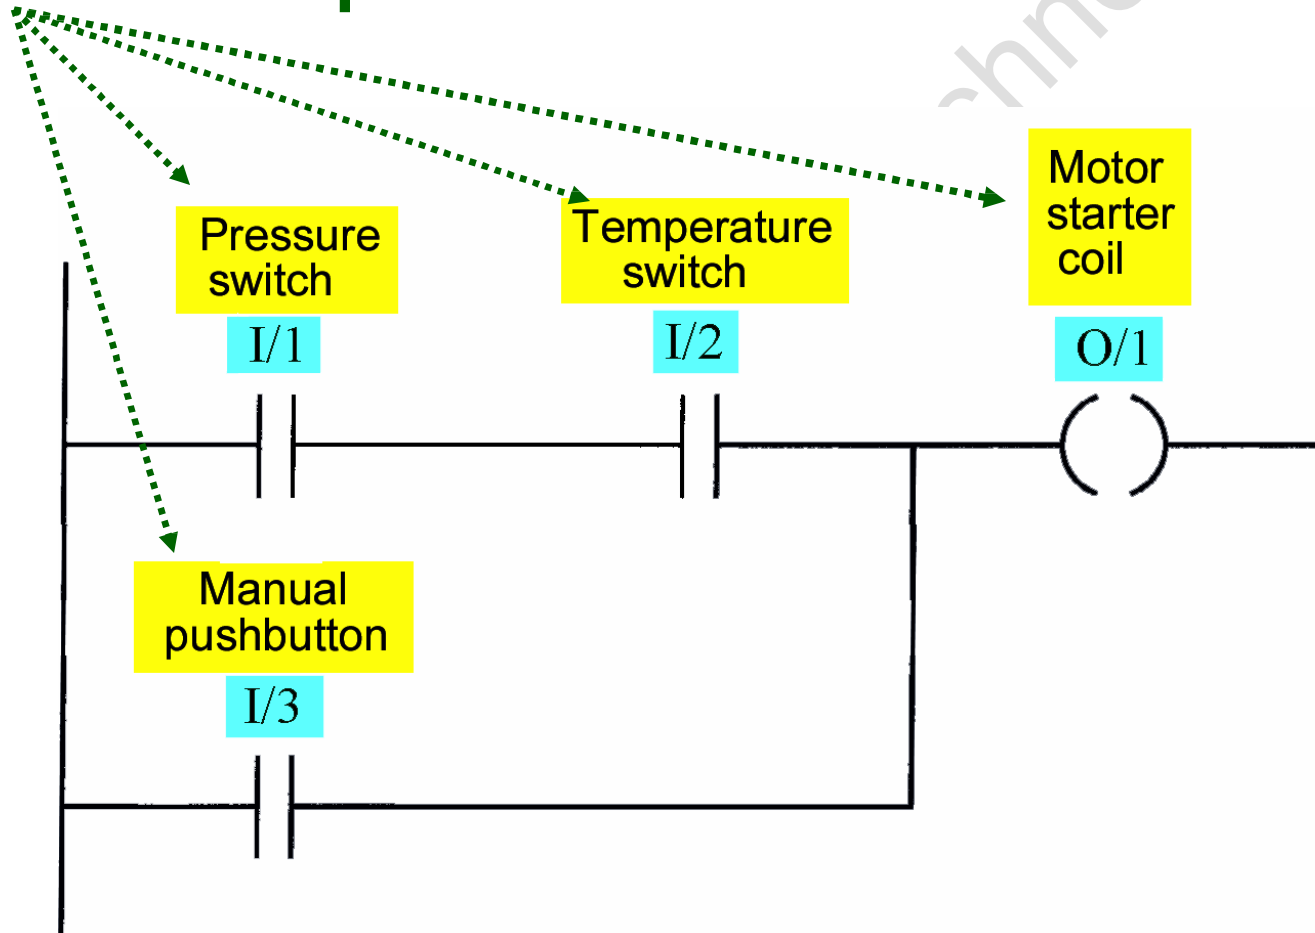 Pressure
switch
I/1
Temperature
switch
I/2
Motor
starter
coil
O/1
Manual
pushbutton
I/3